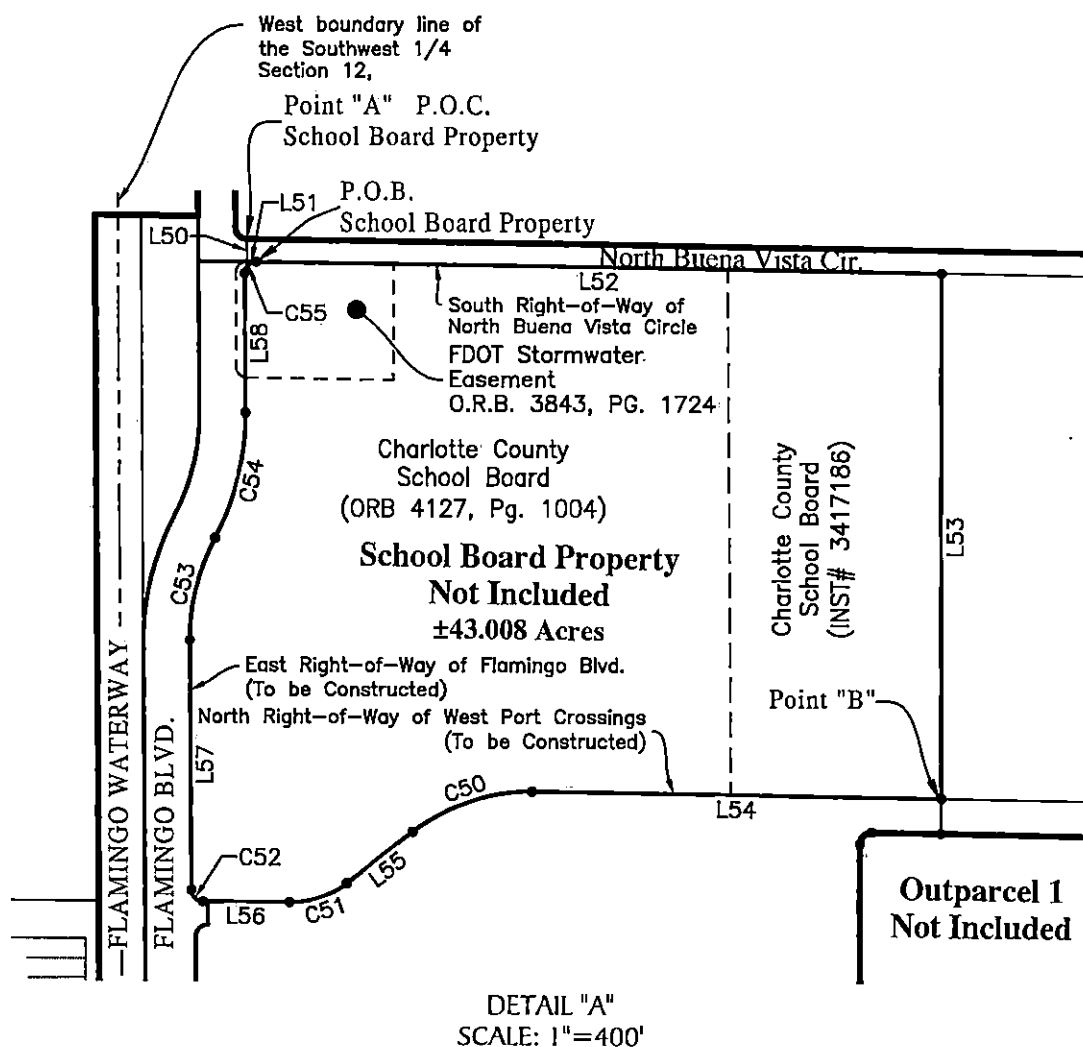 West boundary line of
the Southwest 1/4
Section 12,
Point "A" P.O.C.
School Board Property
L51
P.O.B.
School Board Property
L50
North Buena Vista Cir.
L52
C55
South Right-of-Way of
North Buena Vista Circle
L58
FDOT Stormwater
Easement
O.R.B. 3843, PG. 1724
Charlotte County
School Board
(ORB 4127, Pg. 1004)
C54
Charlotte County
School Board
(INST# 3417186)
L53
School Board Property
Not Included
±43.008 Acres
C53
East Right-of-Way of Flamingo Blvd.
(To be Constructed)
North Right-of-Way of West Port Crossings
(To be Constructed)
Point "B"
FLAMINGO WATERWAY
FLAMINGO BLVD.
L57
C50
L54
L55
C52
L56
C51
Outparcel 1
Not Included
DETAIL "A"
SCALE: 1"=400'